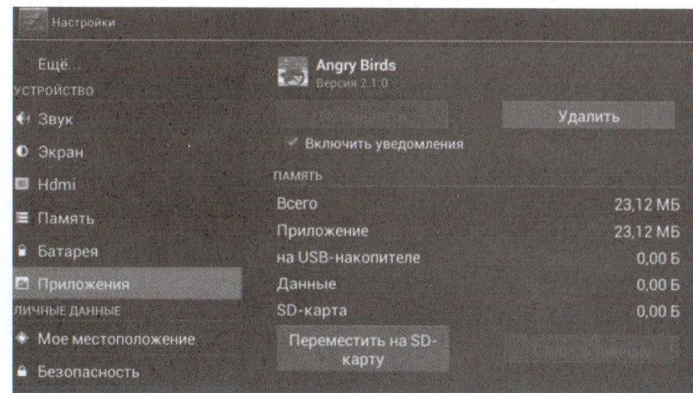 Настройки
Ещё...
УСТРОЙСТВО
Звук
Экран
Hdmi
Память
Батарея
Приложения
ЛИЧНЫЕ ДАННЫЕ
Мое местоположение
Безопасность
Angry Birds
Версия 2.1.0
Удалить
Включить уведомления
ПАМЯТЬ
Всего 23,12 МБ
Приложение 23,12 МБ
на USB-накопителе 0,00 Б
Данные 0,00 Б
SD-карта 0,00 Б
Переместить на SD-
карту